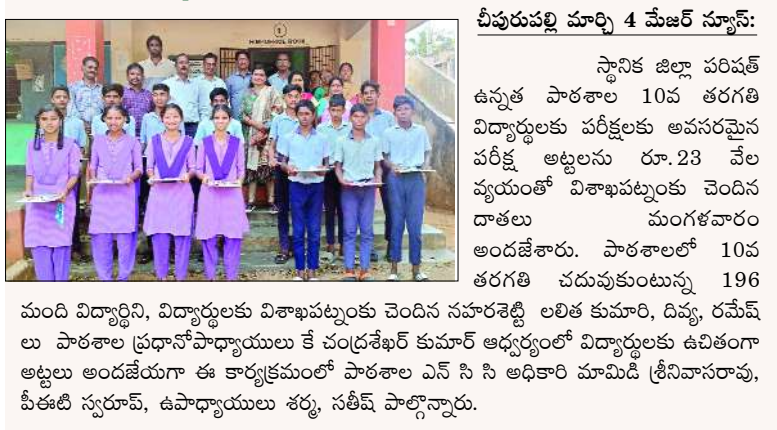 చీపురుపల్లి మార్చి 4 మేజర్ న్యూస్:
స్థానిక జిల్లా పరిషత్
ఉన్నత పాఠశాల 10వ తరగతి
విద్యార్థులకు పరీక్షలకు అవసరమైన
పరీక్ష అట్టలను రూ.23 వేల
వ్యయంతో విశాఖపట్నంకు చెందిన
దాతలు మంగళవారం
అందజేశారు. పాఠశాలలో 10వ
తరగతి చదువుకుంటున్న 196
మంది విద్యార్థిని, విద్యార్థులకు విశాఖపట్నంకు చెందిన నహరశెట్టి లలిత కుమారి, దివ్య, రమేష్
లు పాఠశాల ప్రధానోపాధ్యాయులు కే చంద్రశేఖర్ కుమార్ ఆధ్వర్యంలో విద్యార్థులకు ఉచితంగా
అట్టలు అందజేయగా ఈ కార్యక్రమంలో పాఠశాల ఎన్ సి సి అధికారి మామిడి శ్రీనివాసరావు,
పీఈటి స్వరూప్, ఉపాధ్యాయులు శర్మ, సతీష్ పాల్గొన్నారు.